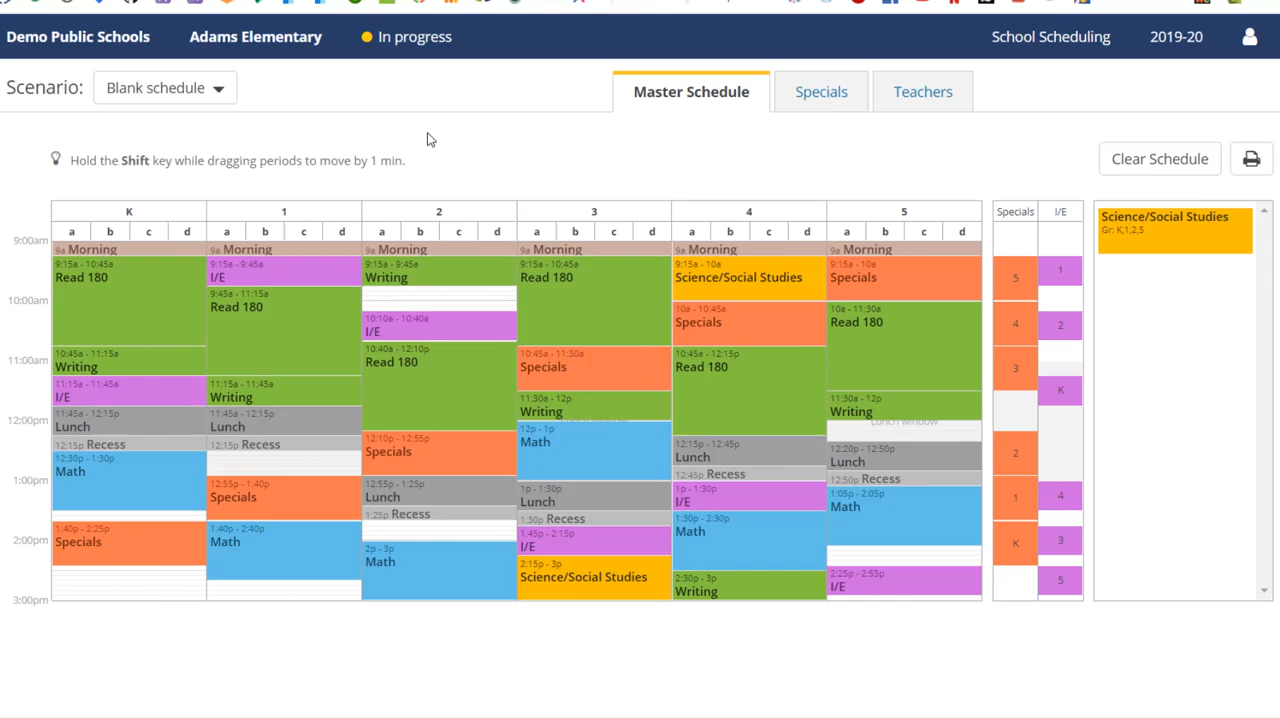 Demo Public Schools Adams Elementary In progress School Scheduling 2019-20
Scenario: Blank schedule Master Schedule Specials Teachers
Hold the Shift key while dragging periods to move by 1 min. Clear Schedule
K 1 2 3 4 5 Specials I/E
a b c d a b c d a b c d a b c d a b c d a b c d
9:00am
10:00am
11:00am
12:00pm
1:00pm
2:00pm
3:00pm
9a Morning
9:15a - 10:45a
Read 180
10:45a - 11:15a
Writing
11:15a - 11:45a
I/E
11:45a - 12:15p
Lunch
12:15p Recess
12:30p - 1:30p
Math
1:40p - 2:25p
Specials
9a Morning
9:15a - 9:45a
I/E
9:45a - 11:15a
Read 180
11:15a - 11:45a
Writing
11:45a - 12:15p
Lunch
12:15p Recess
12:55p - 1:40p
Specials
1:40p - 2:40p
Math
9a Morning
9:15a - 9:45a
Writing
10:10a - 10:40a
I/E
10:40a - 12:10p
Read 180
12:10p - 12:55p
Specials
12:55p - 1:25p
Lunch
1:25p Recess
2p - 3p
Math
9a Morning
9:15a - 10:45a
Read 180
10:45a - 11:30a
Specials
11:30a - 12p
Writing
12p - 1p
Math
1p - 1:30p
Lunch
1:30p Recess
1:45p - 2:15p
I/E
2:15p - 3p
Science/Social Studies
9a Morning
9:15a - 10a
Science/Social Studies
10a - 10:45a
Specials
10:45a - 12:15p
Read 180
12:15p - 12:45p
Lunch
12:45p Recess
1p - 1:30p
I/E
1:30p - 2:30p
Math
2:30p - 3p
Writing
9a Morning
9:15a - 10a
Specials
10a - 11:30a
Read 180
11:30a - 12p
Writing
Lunch window
12:20p - 12:50p
Lunch
12:50p Recess
1:05p - 2:05p
Math
2:25p - 2:55p
I/E
5
4
3
2
1
K
1
2
K
4
3
5
Science/Social Studies
Gr: K,1,2,5